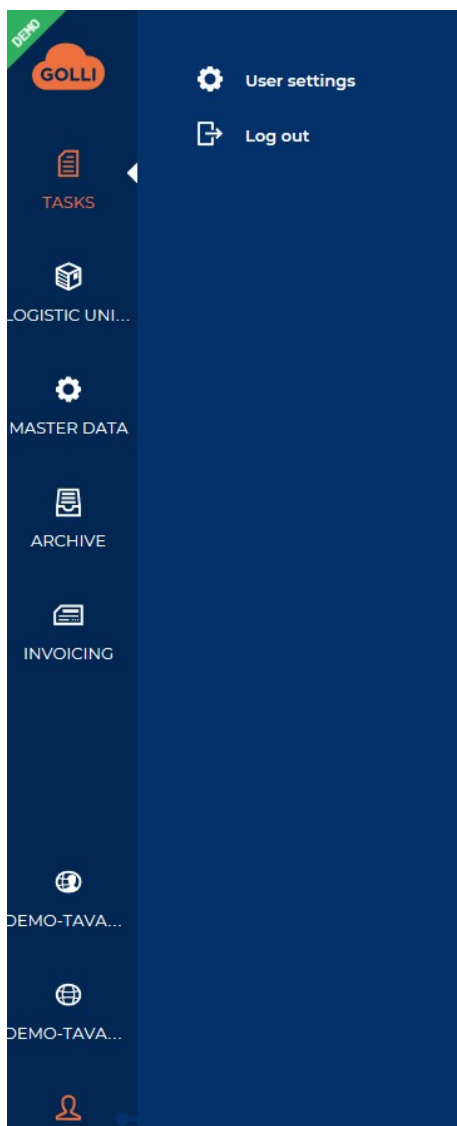 DEMO
GOLLI
User settings
Log out
TASKS
LOGISTIC UNI...
MASTER DATA
ARCHIVE
INVOICING
DEMO-TAVA...
DEMO-TAVA...